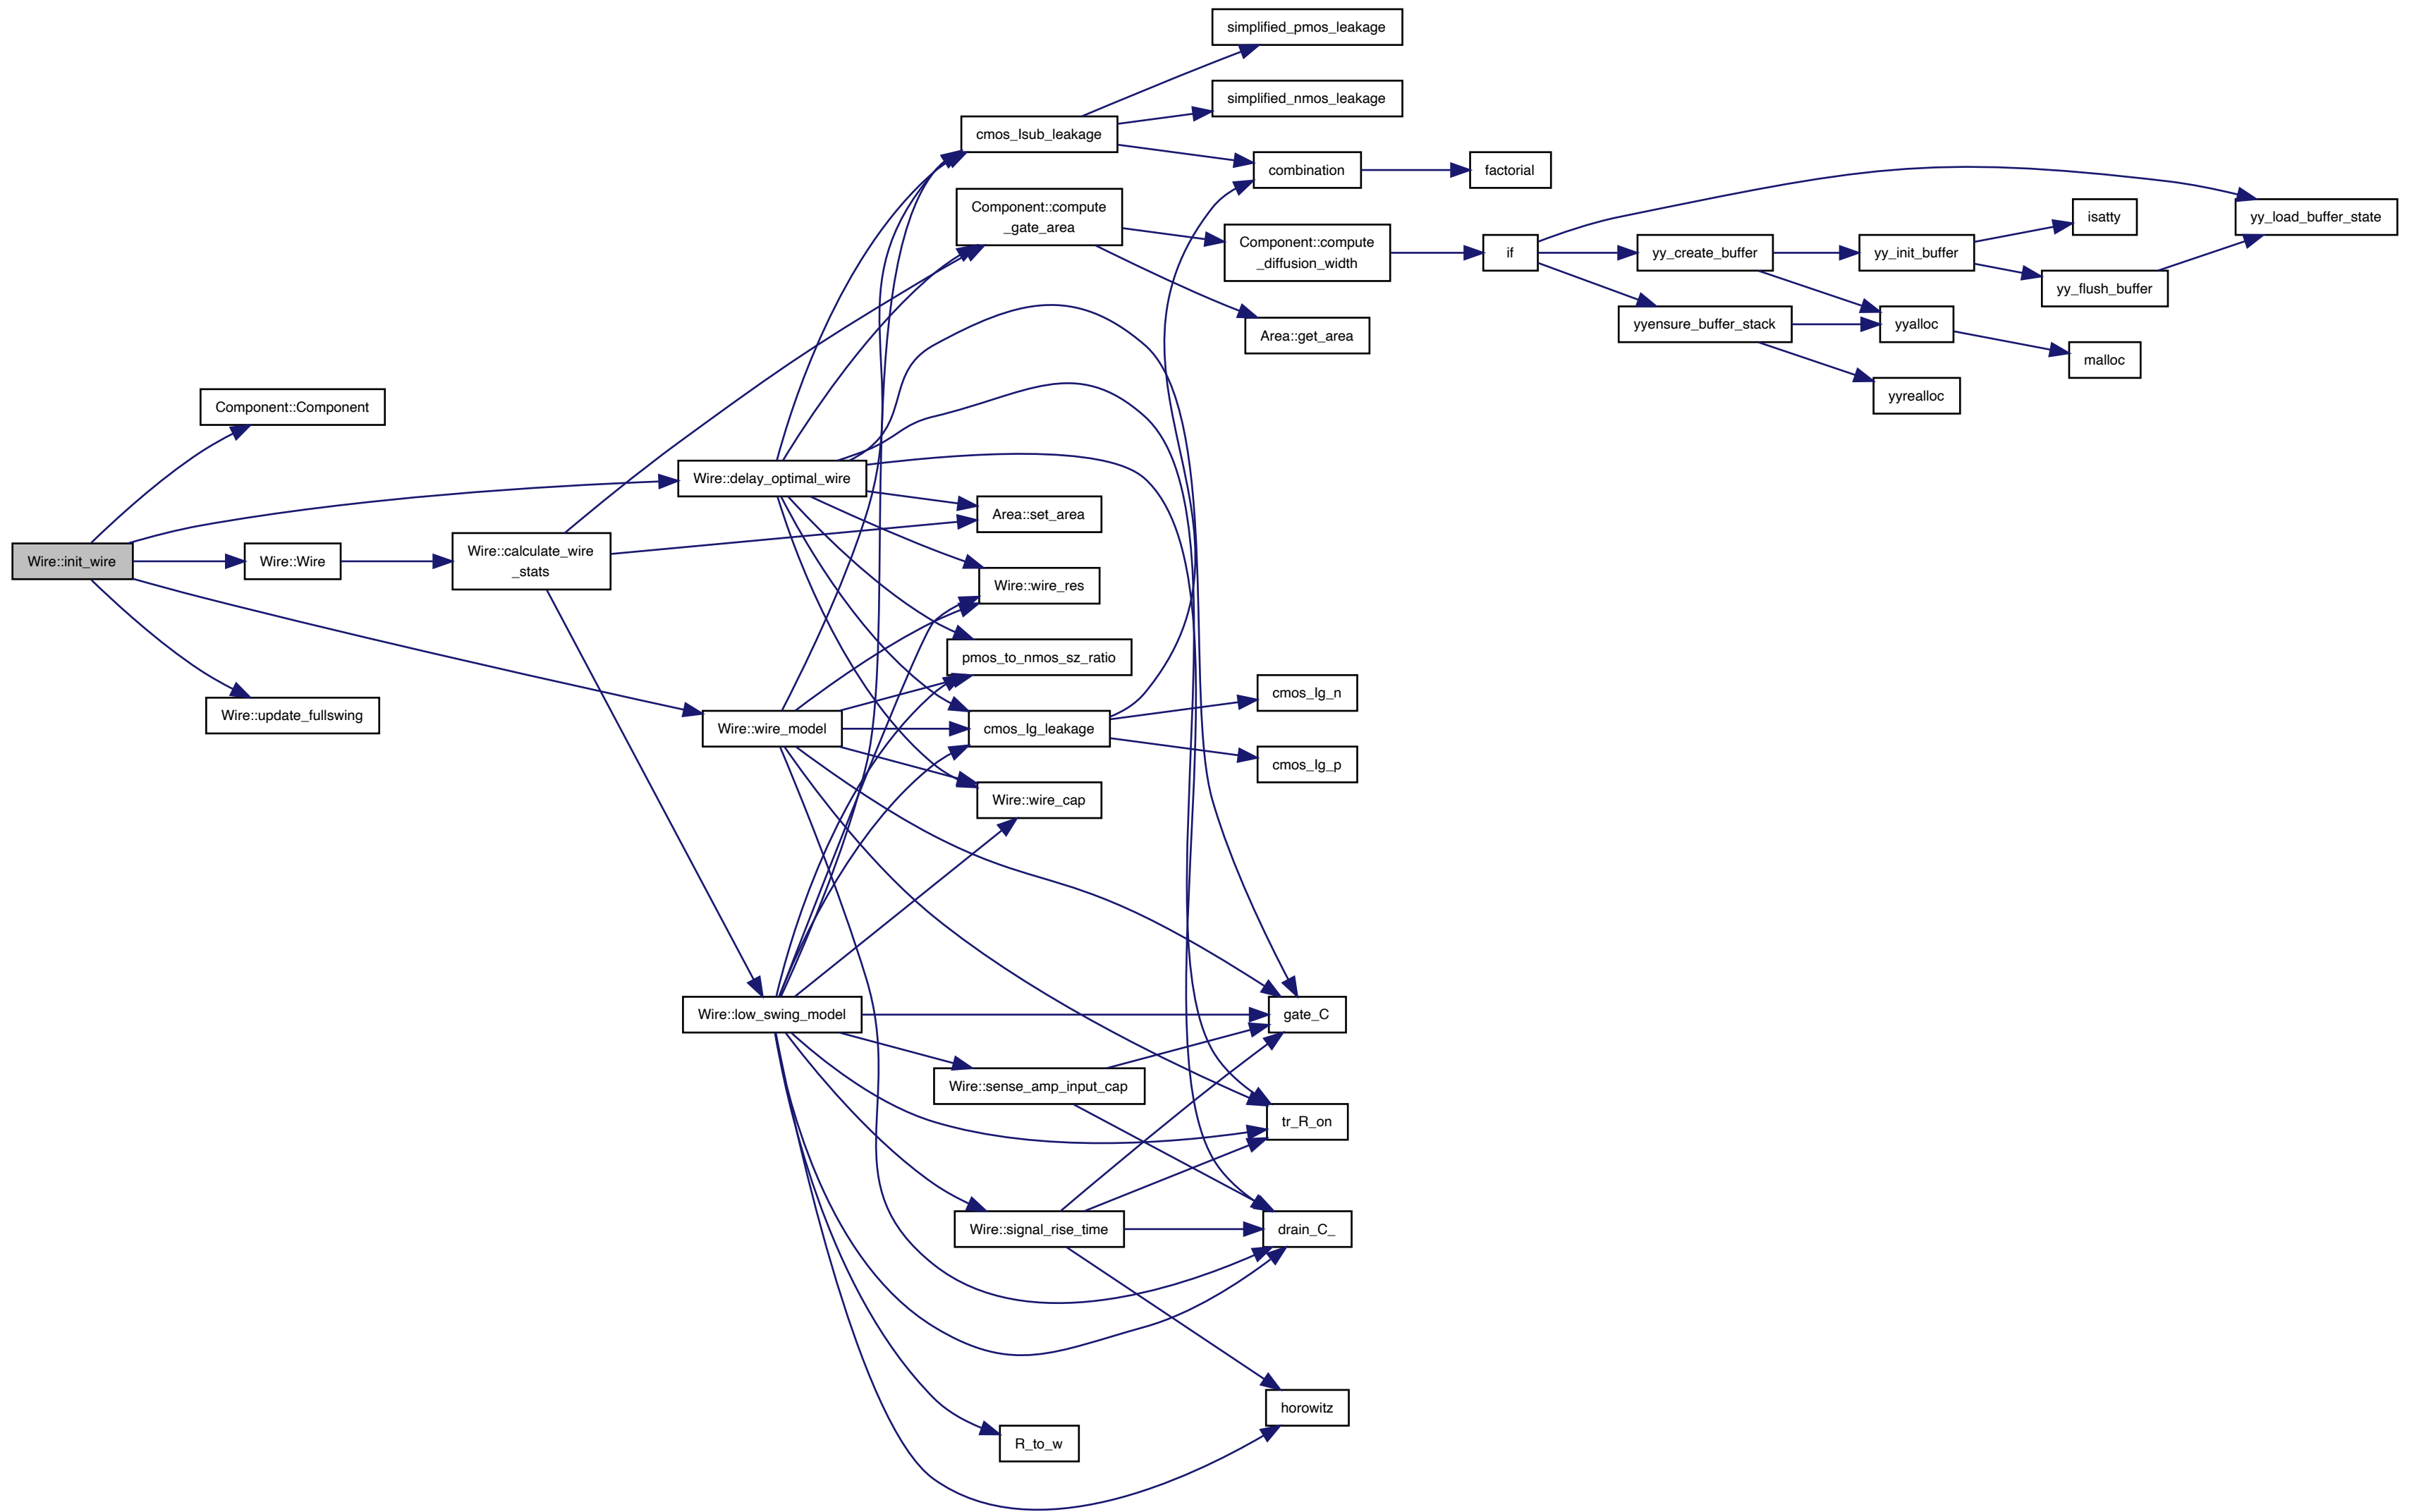 simplified_pmos_leakage
simplified_nmos_leakage
cmos_Isub_leakage
combination
factorial
Component::compute
_gate_area
Component::compute
_diffusion_width
if
yy_create_buffer
yy_init_buffer
isatty
yy_load_buffer_state
yy_flush_buffer
yyensure_buffer_stack
yyalloc
malloc
yyrealloc
Area::get_area
Component::Component
Wire::delay_optimal_wire
Area::set_area
Wire::init_wire
Wire::Wire
Wire::calculate_wire
_stats
Wire::wire_res
pmos_to_nmos_sz_ratio
Wire::update_fullswing
Wire::wire_model
cmos_Ig_leakage
cmos_Ig_n
cmos_Ig_p
Wire::wire_cap
Wire::low_swing_model
gate_C
Wire::sense_amp_input_cap
tr_R_on
Wire::signal_rise_time
drain_C_
horowitz
R_to_w